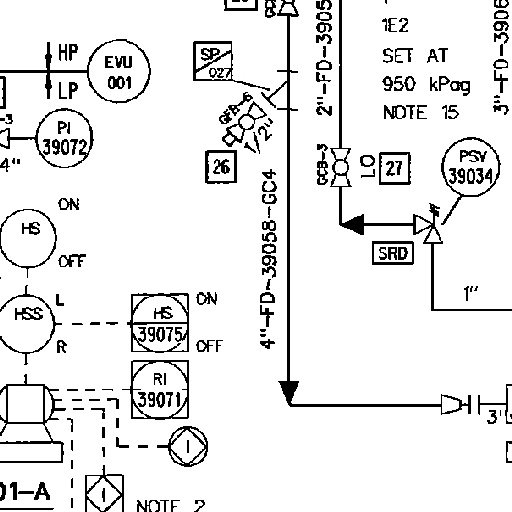 HP
LP
EVU
001
PI
39072
4"
SP
027
GFB-6
1/2"
26
2"-FD-3905
1E2
SET AT
950 kPag
NOTE 15
3"-FD-3906
GCB-3
LO
27
PSV
39034
SRD
1"
4"-FD-39058-GC4
HS
ON
OFF
HSS
L
R
HS
39075
ON
OFF
RI
39071
I
I
3"
01-A
NOTE 2